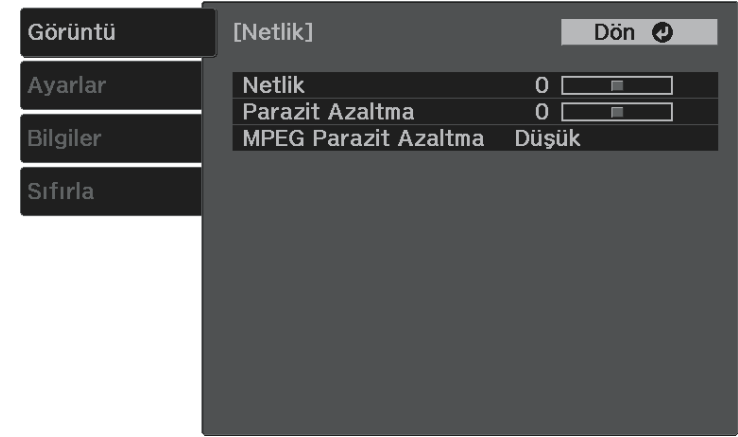 Görüntü
Ayarlar
Bilgiler
Sıfırla
[Netlik]
Dön
Netlik 0
Parazit Azaltma 0
MPEG Parazit Azaltma Düşük